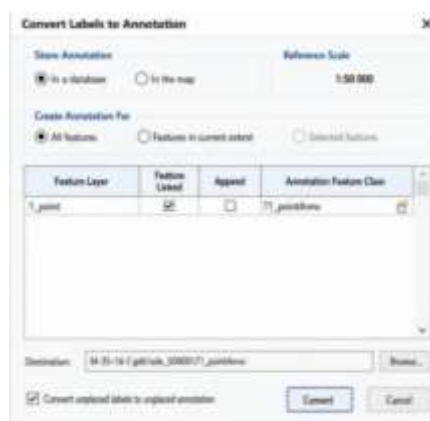 Convert Labels to Annotation
Store Annotation
Reference Scale
In a database
In the map
1:50 000
Create Annotation For
All features
Features in current extent
Selected features
Feature Layer
Feature Linked
Append
Annotation Feature Class
1_point
Destination:
Browse...
Convert unplaced labels to unplaced annotation
Convert
Cancel